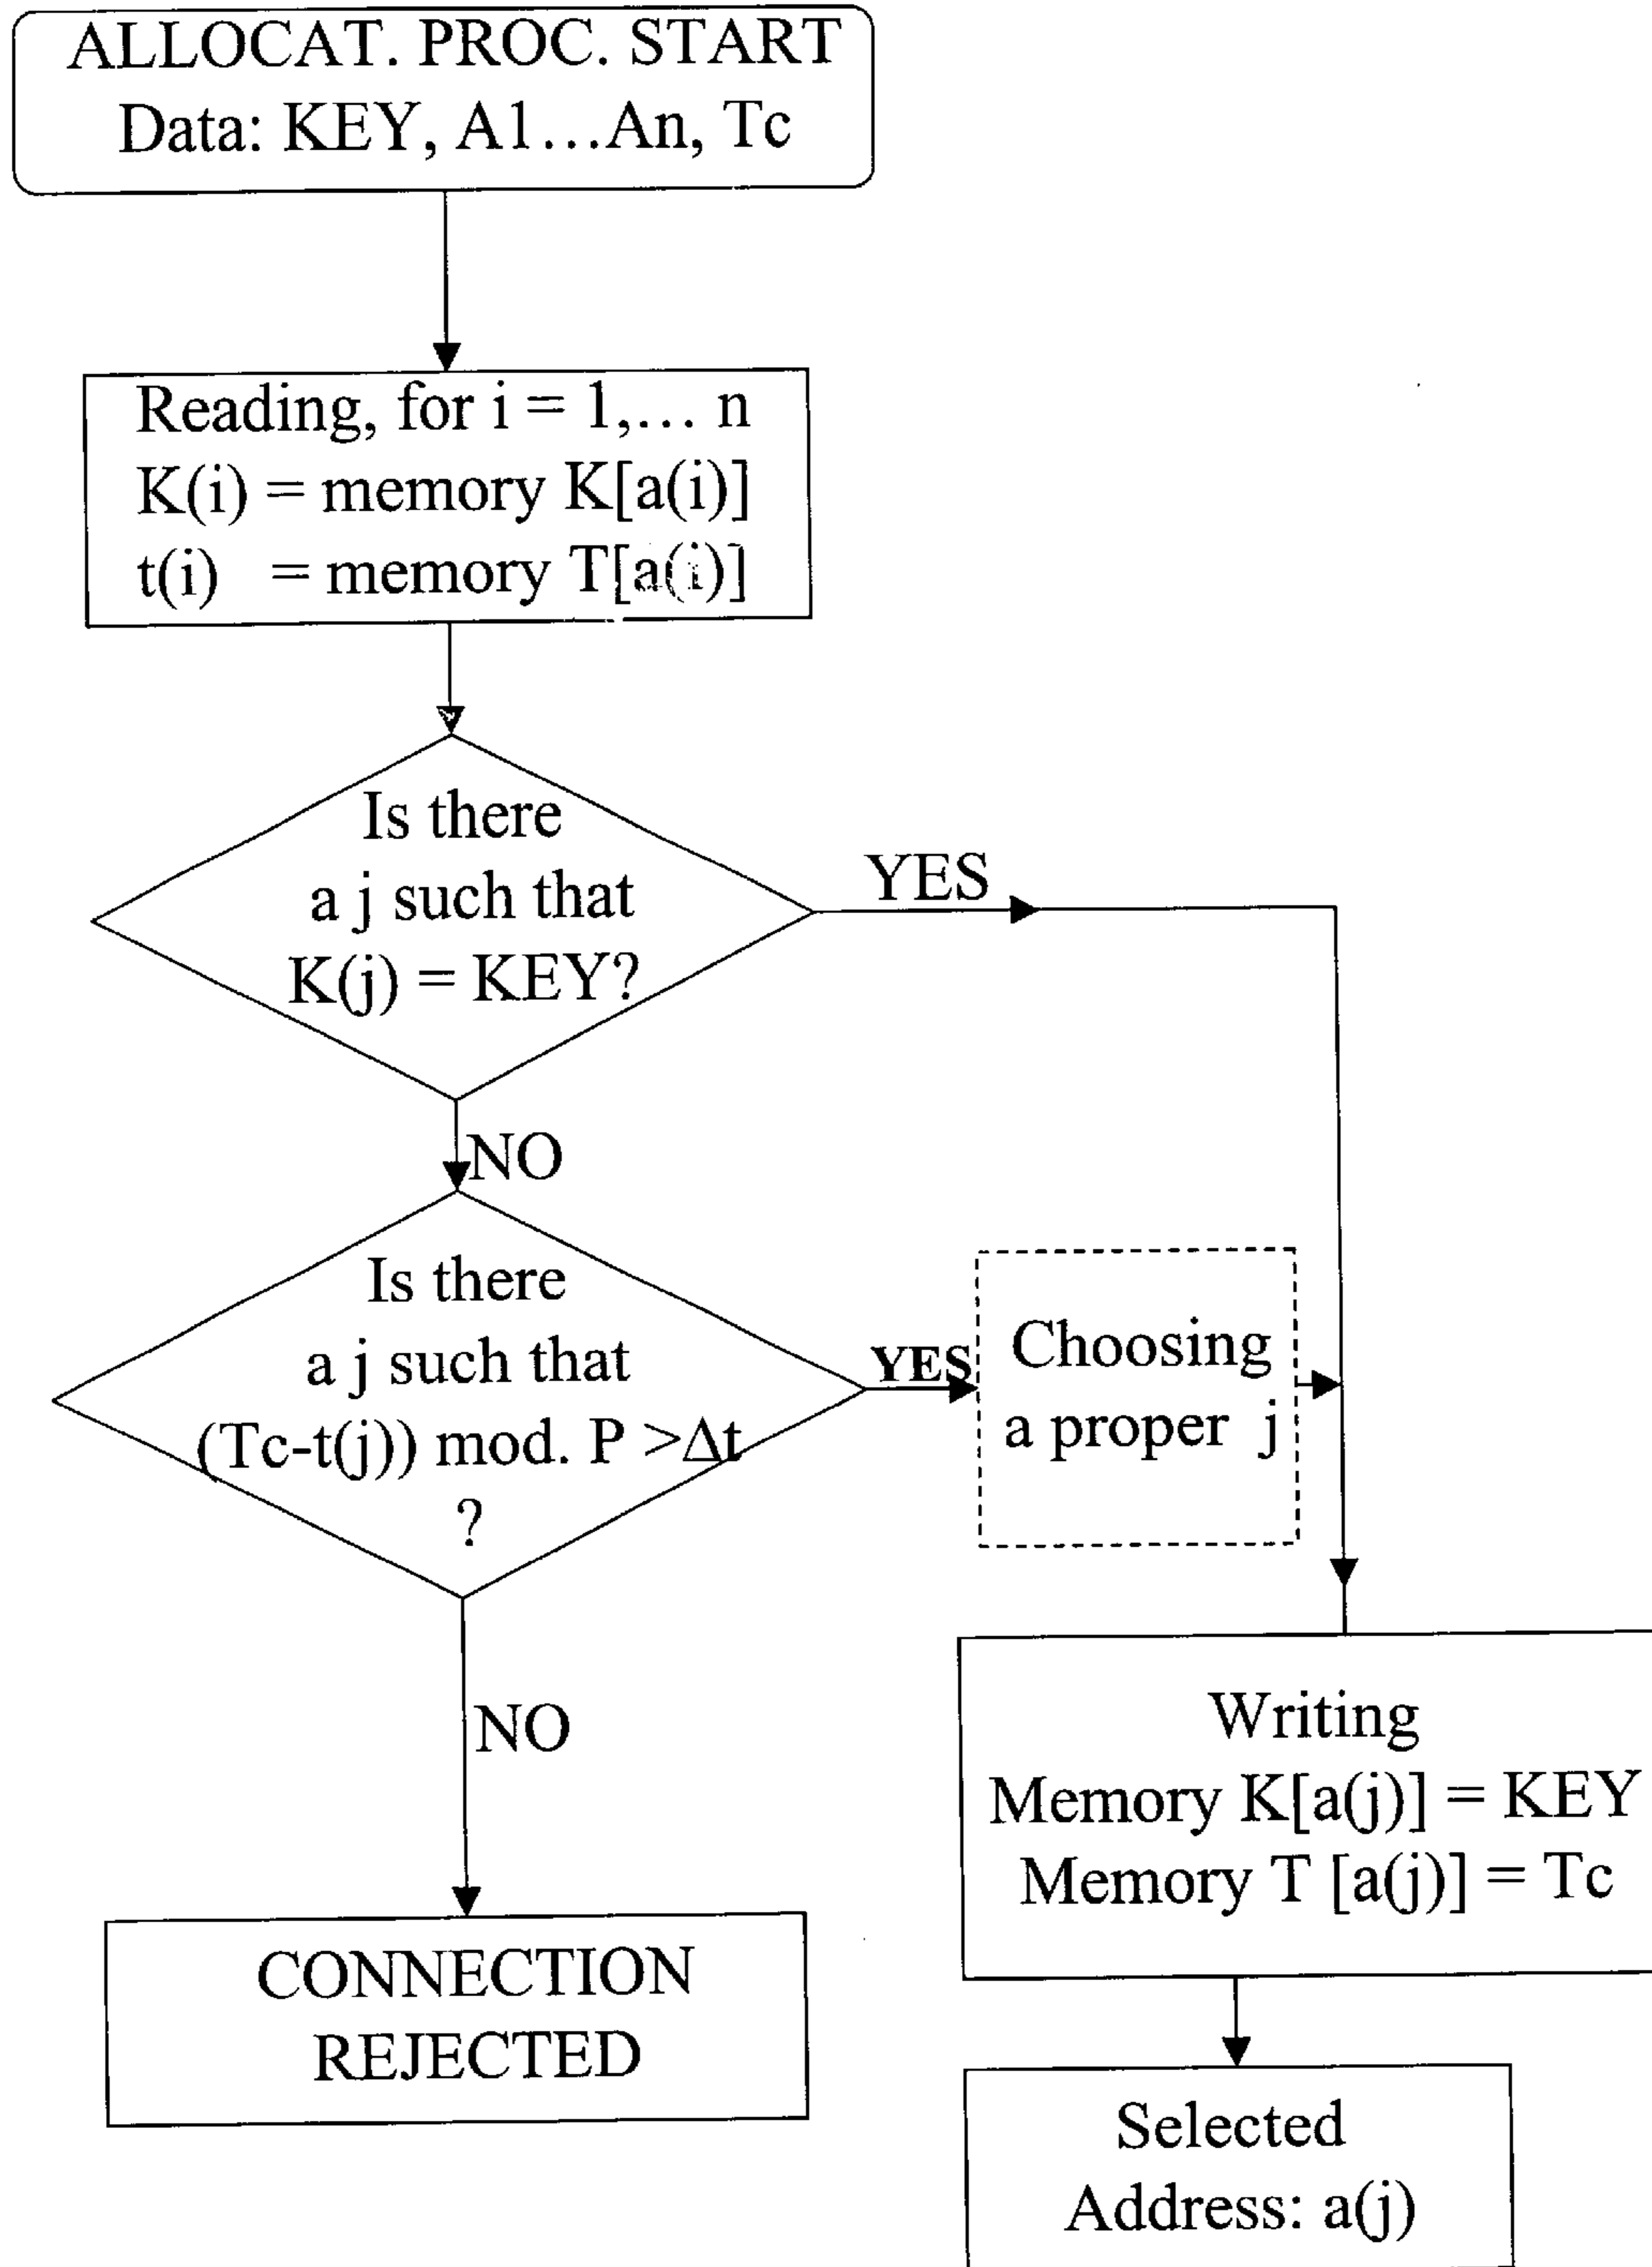 ALLOCAT. PROC. START
Data: KEY, A1...An, Tc
Reading, for i = 1,... n
K(i) = memory K[a(i)]
t(i) = memory T[a(i)]
Is there
a j such that
K(j) = KEY?
YES
NO
Is there
a j such that
(Tc-t(j)) mod. P >Δt
?
YES
Choosing
a proper j
NO
Writing
Memory K[a(j)] = KEY
Memory T [a(j)] = Tc
CONNECTION
REJECTED
Selected
Address: a(j)